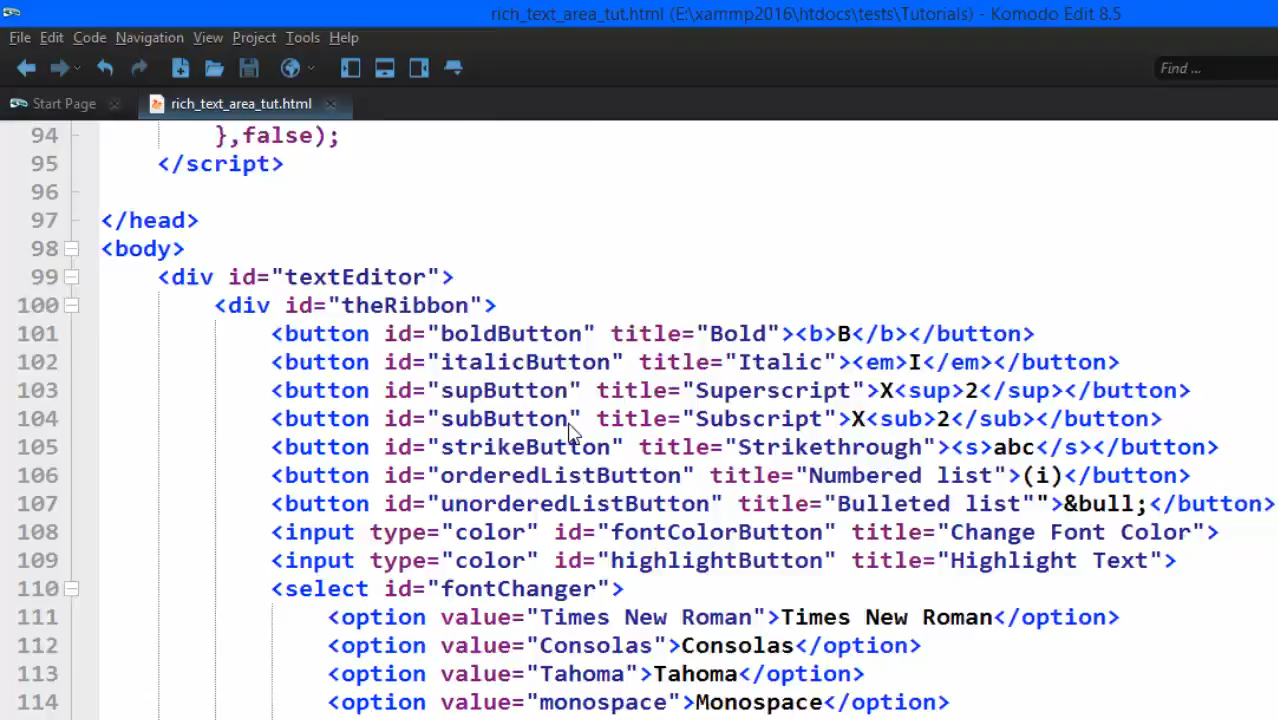 rich_text_area_tut.html (E:\xammp2016\htdocs\tests\Tutorials) - Komodo Edit 8.5
File Edit Code Navigation View Project Tools Help
Find ...
Start Page rich_text_area_tut.html
94 },false);
95 </script>
96
97 </head>
98 <body>
99 <div id="textEditor">
100 <div id="theRibbon">
101 <button id="boldButton" title="Bold"><b>B</b></button>
102 <button id="italicButton" title="Italic"><em>I</em></button>
103 <button id="supButton" title="Superscript">X<sup>2</sup></button>
104 <button id="subButton" title="Subscript">X<sub>2</sub></button>
105 <button id="strikeButton" title="Strikethrough"><s>abc</s></button>
106 <button id="orderedListButton" title="Numbered list">(i)</button>
107 <button id="unorderedListButton" title="Bulleted list"">&bull;</button>
108 <input type="color" id="fontColorButton" title="Change Font Color">
109 <input type="color" id="highlightButton" title="Highlight Text">
110 <select id="fontChanger">
111 <option value="Times New Roman">Times New Roman</option>
112 <option value="Consolas">Consolas</option>
113 <option value="Tahoma">Tahoma</option>
114 <option value="monospace">Monospace</option>